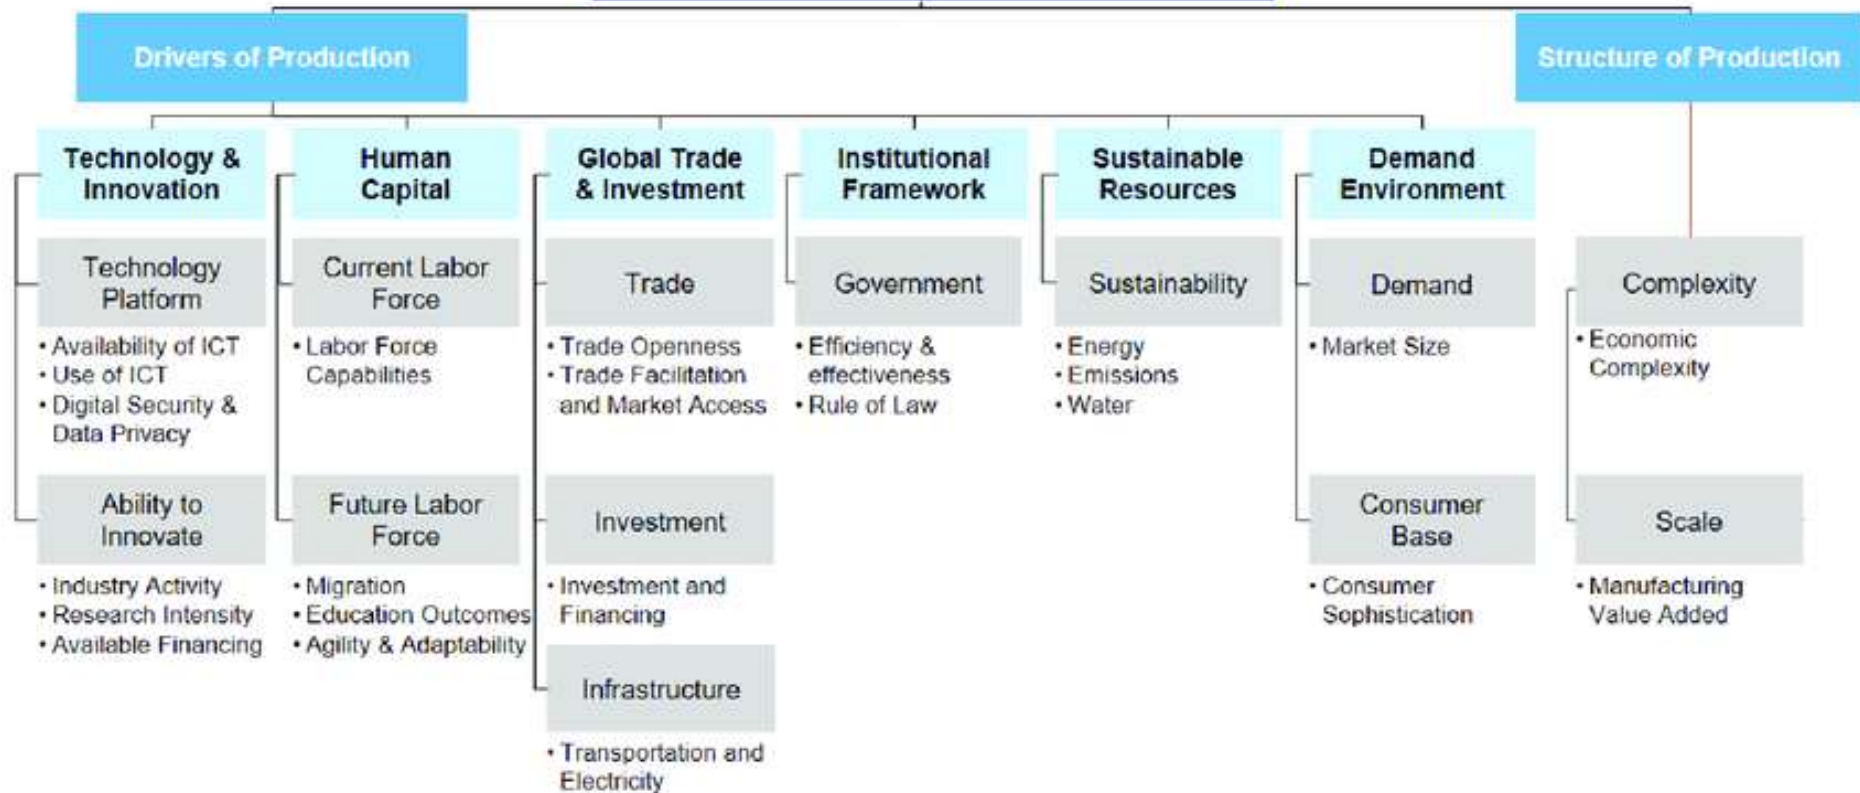 Drivers of Production
Structure of Production
Technology &
Innovation
Technology
Platform
• Availability of ICT
• Use of ICT
• Digital Security &
Data Privacy
Ability to
Innovate
• Industry Activity
• Research Intensity
• Available Financing
Human
Capital
Current Labor
Force
• Labor Force
Capabilities
Future Labor
Force
• Migration
• Education Outcomes
• Agility & Adaptability
Global Trade
& Investment
Trade
• Trade Openness
• Trade Facilitation
and Market Access
Investment
• Investment and
Financing
Infrastructure
• Transportation and
Electricity
Institutional
Framework
Government
• Efficiency &
effectiveness
• Rule of Law
Sustainable
Resources
Sustainability
• Energy
• Emissions
• Water
Demand
Environment
Demand
• Market Size
Consumer
Base
• Consumer
Sophistication
Complexity
• Economic
Complexity
Scale
• Manufacturing
Value Added